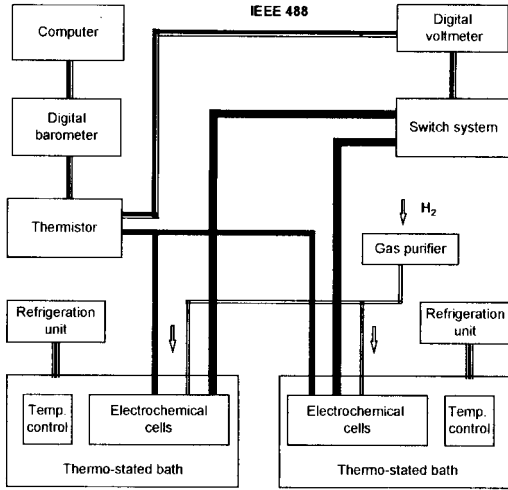 IEEE 488
Computer
Digital
voltmeter
Digital
barometer
Switch system
Thermistor
H₂
Gas purifier
Refrigeration
unit
Refrigeration
unit
Temp.
control
Electrochemical
cells
Thermo-stated bath
Electrochemical
cells
Temp.
control
Thermo-stated bath